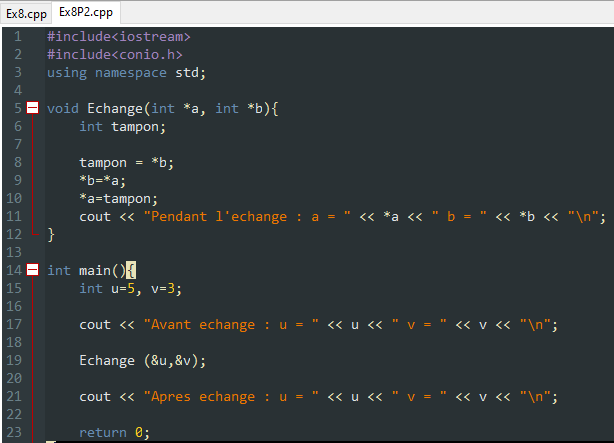 Ex8.cpp Ex8P2.cpp
1 #include<iostream>
2 #include<conio.h>
3 using namespace std;
4
5 void Echange(int *a, int *b){
6 int tampon;
7
8 tampon = *b;
9 *b=*a;
10 *a=tampon;
11 cout << "Pendant l'echange : a = " << *a << " b = " << *b << "\n";
12 }
13
14 int main(){
15 int u=5, v=3;
16
17 cout << "Avant echange : u = " << u << " v = " << v << "\n";
18
19 Echange (&u,&v);
20
21 cout << "Apres echange : u = " << u << " v = " << v << "\n";
22
23 return 0;